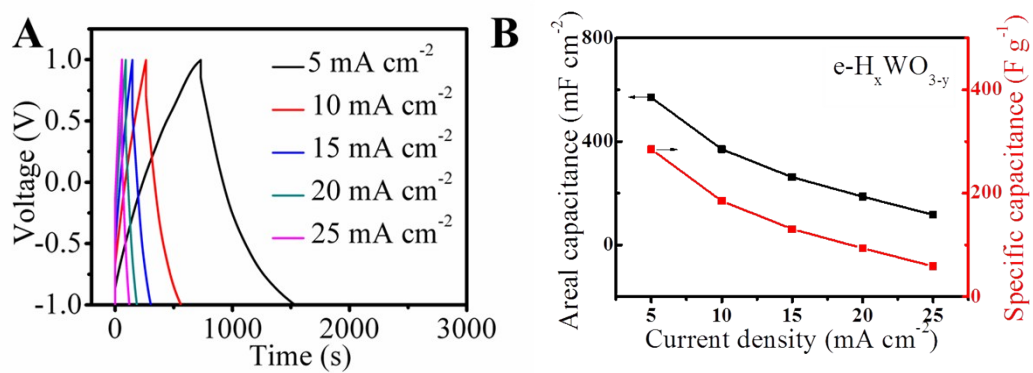 A
Voltage (V)
1.0
0.5
0.0
-0.5
-1.0
5 mA cm⁻²
10 mA cm⁻²
15 mA cm⁻²
20 mA cm⁻²
25 mA cm⁻²
0 1000 2000 3000
Time (s)
B
Areal capacitance (mF cm⁻²)
800
400
0
e-HₓWO₃₋ᵧ
400
200
0
Specific capacitance (F g⁻¹)
5 10 15 20 25
Current density (mA cm⁻²)